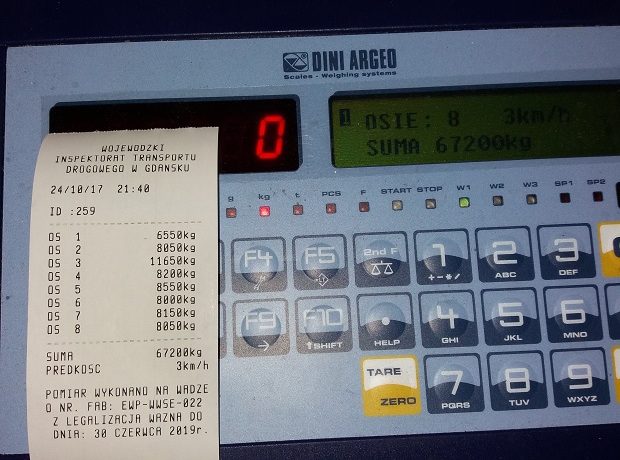 DINI ARGEO
Scales - Weighing systems
0
1 OSIE: 8 3km/h
SUMA 67200kg
g kg t PCS F START STOP W1 W2 W3 SP1 SP2
F4 F5 2nd F 1 +-*/ 2 ABC 3 DEF
F9 → F10 ⇧SHIFT • HELP 4 GHI 5 JKL 6 MNO
TARE ZERO 7 PQRS 8 TUV 9 WXYZ
WOJEWODZKI
INSPEKTORAT TRANSPORTU
DROGOWEGO W GDANSKU
24/10/17 21:40
ID :259
OS 1 6550kg
OS 2 8050kg
OS 3 11650kg
OS 4 8200kg
OS 5 8550kg
OS 6 8000kg
OS 7 8150kg
OS 8 8050kg
SUMA 67200kg
PREDKOSC 3km/h
POMIAR WYKONANO NA WADZE
O NR. FAB: EWP-WWSE-022
Z LEGALIZACJA WAZNA DO
DNIA: 30 CZERWCA 2019r.